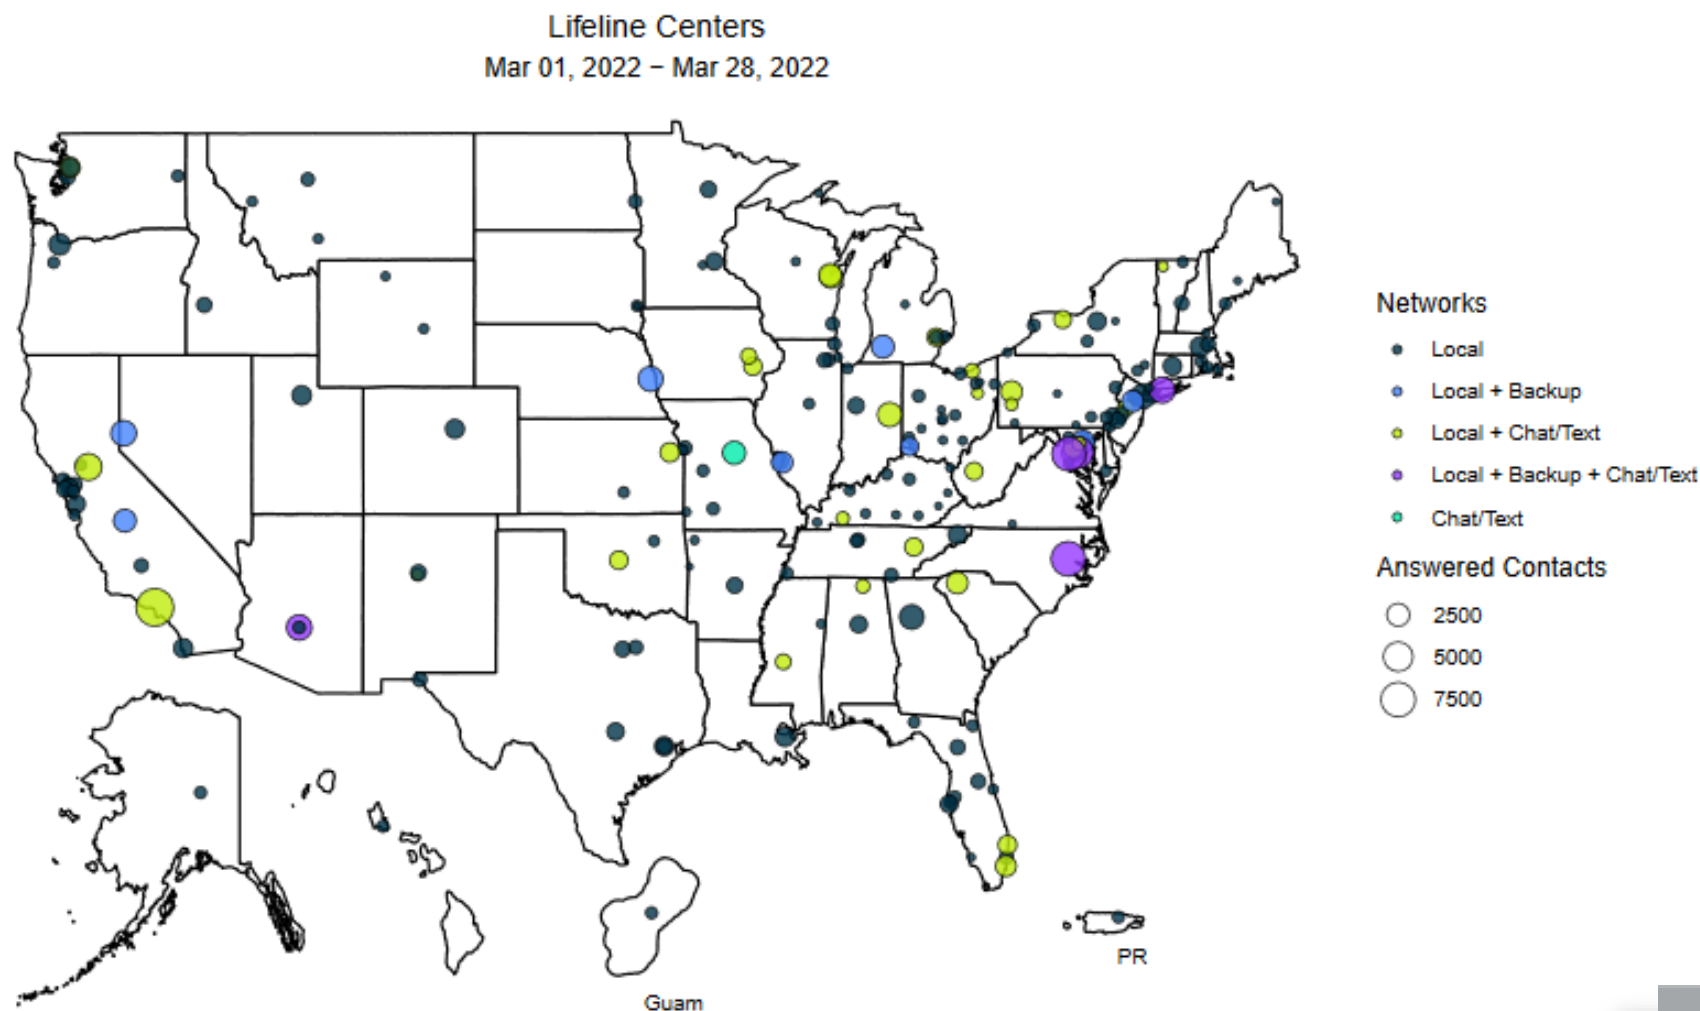 Lifeline Centers
Mar 01, 2022 − Mar 28, 2022
Networks
Local
Local + Backup
Local + Chat/Text
Local + Backup + Chat/Text
Chat/Text
Answered Contacts
2500
5000
7500
PR
Guam